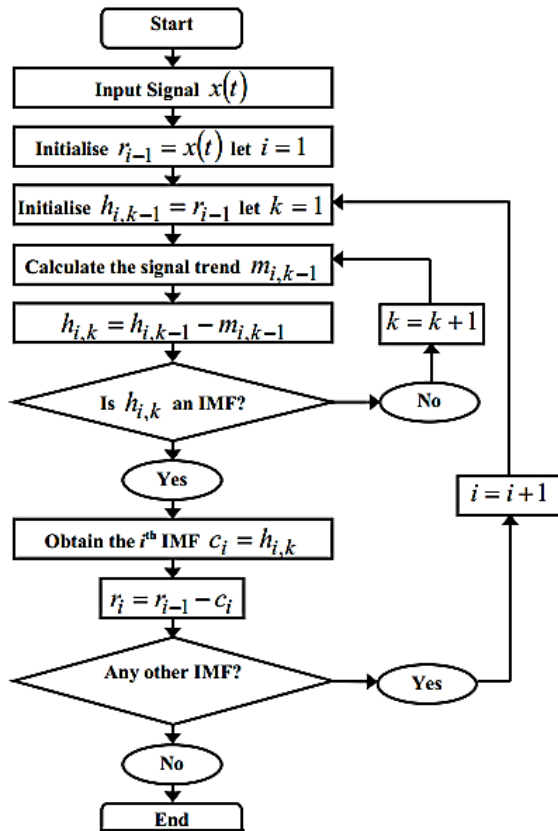 Start
Input Signal x(t)
Initialise r_{i-1} = x(t) let i = 1
Initialise h_{i,k-1} = r_{i-1} let k = 1
Calculate the signal trend m_{i,k-1}
h_{i,k} = h_{i,k-1} - m_{i,k-1}
k = k + 1
Is h_{i,k} an IMF?
No
Yes
i = i + 1
Obtain the i^{th} IMF c_i = h_{i,k}
r_i = r_{i-1} - c_i
Any other IMF?
Yes
No
End